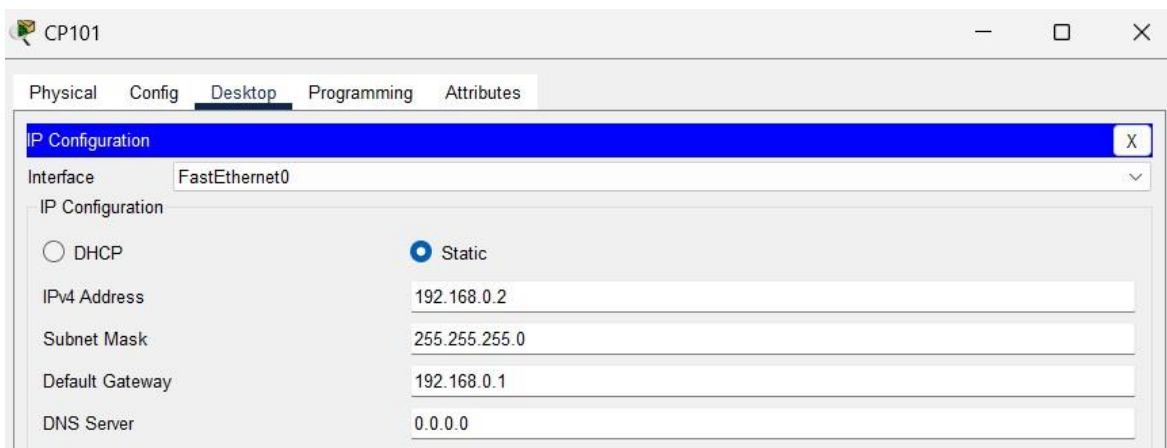 CP101
Physical Config Desktop Programming Attributes
IP Configuration X
Interface FastEthernet0
IP Configuration
DHCP Static
IPv4 Address 192.168.0.2
Subnet Mask 255.255.255.0
Default Gateway 192.168.0.1
DNS Server 0.0.0.0